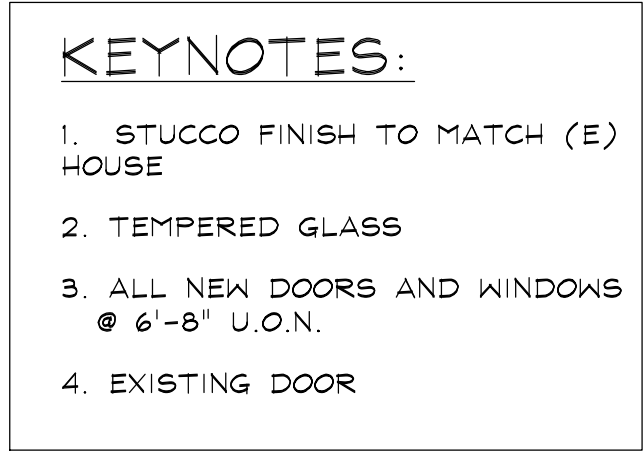 KEYNOTES:
1. STUCCO FINISH TO MATCH (E)
HOUSE
2. TEMPERED GLASS
3. ALL NEW DOORS AND WINDOWS
@ 6'-8" U.O.N.
4. EXISTING DOOR